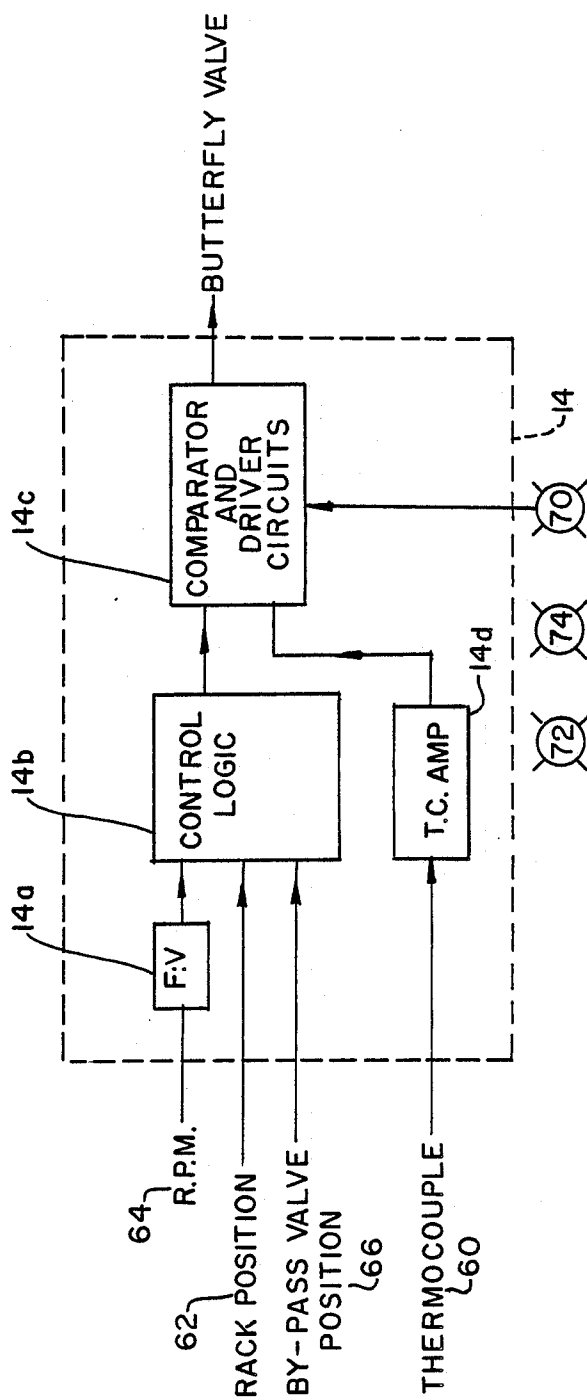 14a
14b
14c
64
R.P.M.
F:V
CONTROL
LOGIC
COMPARATOR
AND
DRIVER
CIRCUITS
BUTTERFLY VALVE
62
RACK POSITION
BY-PASS VALVE
POSITION
66
THERMOCOUPLE
60
T.C. AMP
14d
14
72
74
70